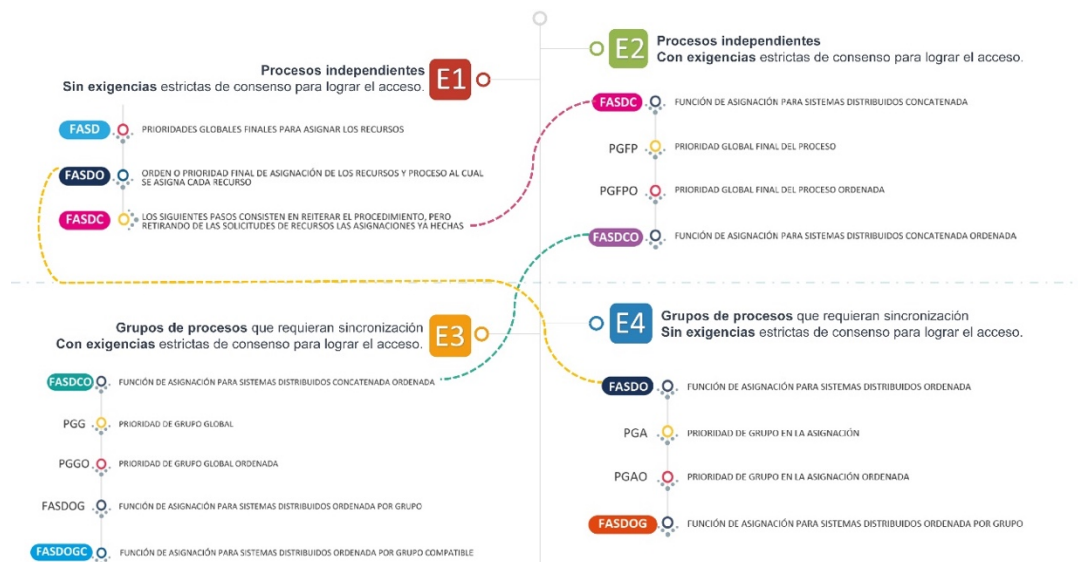 E1
Procesos independientes
Sin exigencias estrictas de consenso para lograr el acceso.
FASD PRIORIDADES GLOBALES FINALES PARA ASIGNAR LOS RECURSOS
FASDO ORDEN O PRIORIDAD FINAL DE ASIGNACIÓN DE LOS RECURSOS Y PROCESO AL CUAL
SE ASIGNA CADA RECURSO
FASDC LOS SIGUIENTES PASOS CONSISTEN EN REITERAR EL PROCEDIMIENTO, PERO
RETIRANDO DE LAS SOLICITUDES DE RECURSOS LAS ASIGNACIONES YA HECHAS
E2
Procesos independientes
Con exigencias estrictas de consenso para lograr el acceso.
FASDC FUNCIÓN DE ASIGNACIÓN PARA SISTEMAS DISTRIBUIDOS CONCATENADA
PGFP PRIORIDAD GLOBAL FINAL DEL PROCESO
PGFPO PRIORIDAD GLOBAL FINAL DEL PROCESO ORDENADA
FASDCO FUNCIÓN DE ASIGNACIÓN PARA SISTEMAS DISTRIBUIDOS CONCATENADA ORDENADA
E3
Grupos de procesos que requieran sincronización
Con exigencias estrictas de consenso para lograr el acceso.
FASDCO FUNCIÓN DE ASIGNACIÓN PARA SISTEMAS DISTRIBUIDOS CONCATENADA ORDENADA
PGG PRIORIDAD DE GRUPO GLOBAL
PGGO PRIORIDAD DE GRUPO GLOBAL ORDENADA
FASDOG FUNCIÓN DE ASIGNACIÓN PARA SISTEMAS DISTRIBUIDOS ORDENADA POR GRUPO
FASDOGC FUNCIÓN DE ASIGNACIÓN PARA SISTEMAS DISTRIBUIDOS ORDENADA POR GRUPO COMPATIBLE
E4
Grupos de procesos que requieran sincronización
Sin exigencias estrictas de consenso para lograr el acceso.
FASDO FUNCIÓN DE ASIGNACIÓN PARA SISTEMAS DISTRIBUIDOS ORDENADA
PGA PRIORIDAD DE GRUPO EN LA ASIGNACIÓN
PGAO PRIORIDAD DE GRUPO EN LA ASIGNACIÓN ORDENADA
FASDOG FUNCIÓN DE ASIGNACIÓN PARA SISTEMAS DISTRIBUIDOS ORDENADA POR GRUPO